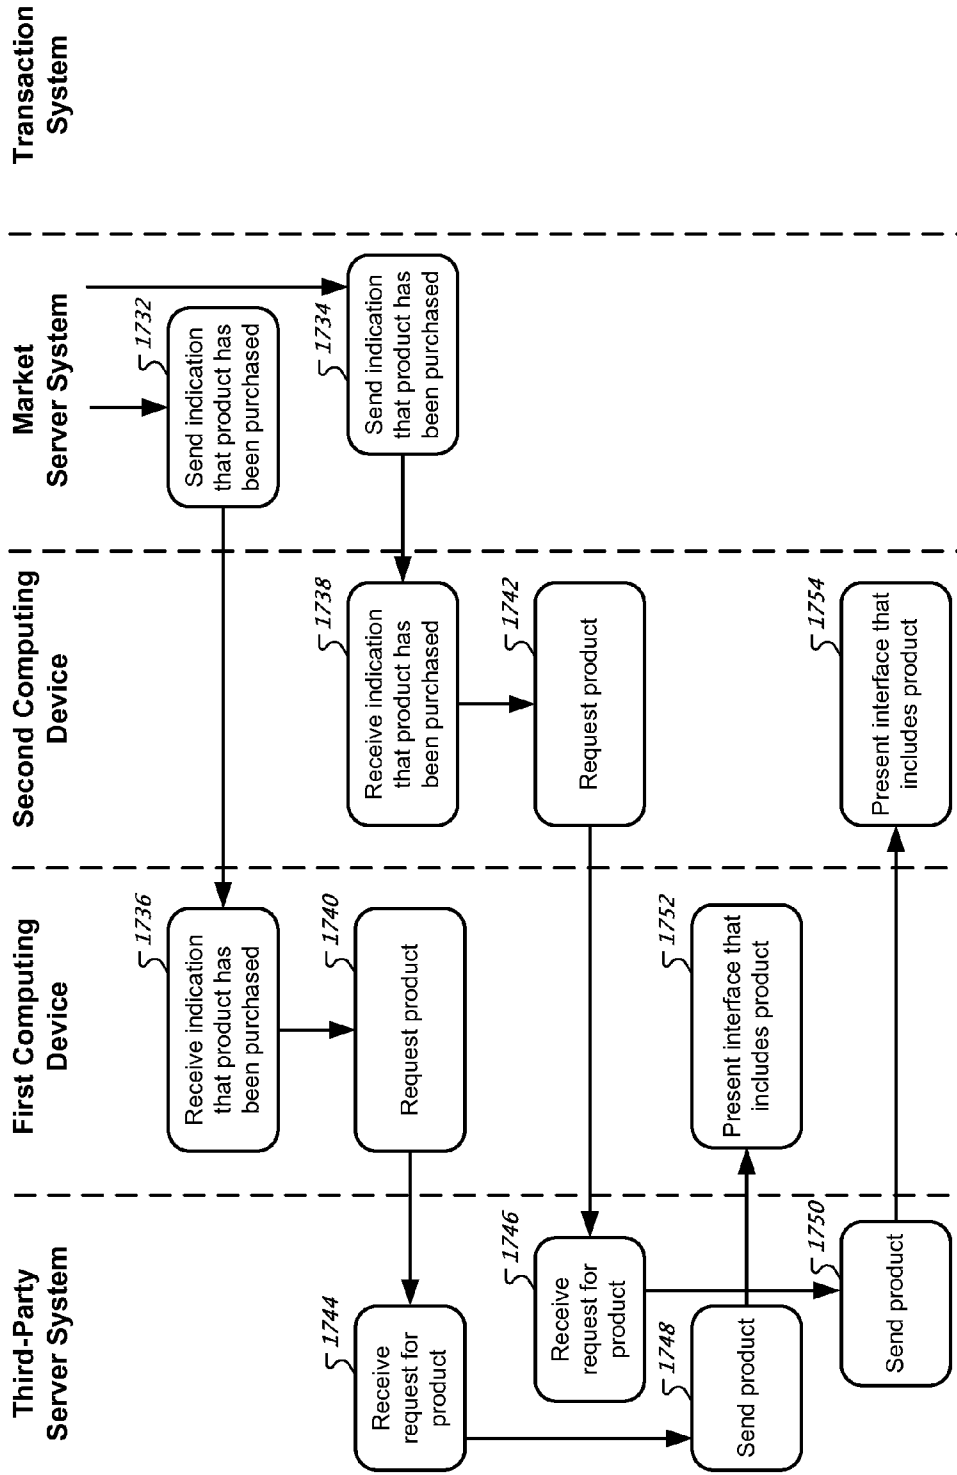 Third-Party
Server System
First Computing
Device
Second Computing
Device
Market
Server System
Transaction
System
1732
Send indication
that product has
been purchased
1734
Send indication
that product has
been purchased
1736
Receive indication
that product has
been purchased
1738
Receive indication
that product has
been purchased
1740
Request product
1742
Request product
1744
Receive
request for
product
1746
Receive
request for
product
1748
Send product
1750
Send product
1752
Present interface that
includes product
1754
Present interface that
includes product